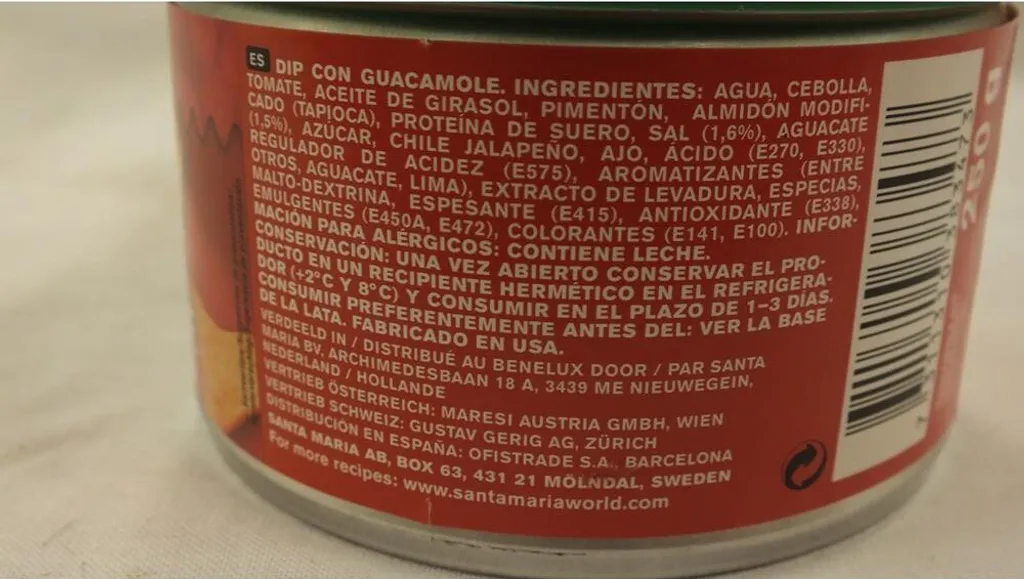 ES DIP CON GUACAMOLE. INGREDIENTES: AGUA, CEBOLLA,
TOMATE, ACEITE DE GIRASOL, PIMENTÓN, ALMIDÓN MODIFI-
CADO (TAPIOCA), PROTEÍNA DE SUERO, SAL (1,6%), AGUACATE
(1,5%), AZÚCAR, CHILE JALAPEÑO, AJO, ÁCIDO (E270, E330),
REGULADOR DE ACIDEZ (E575), AROMATIZANTES (ENTRE
OTROS, AGUACATE, LIMA), EXTRACTO DE LEVADURA, ESPECIAS,
MALTO-DEXTRINA, ESPESANTE (E415), ANTIOXIDANTE (E338),
EMULGENTES (E450A, E472), COLORANTES (E141, E100). INFOR-
MACIÓN PARA ALÉRGICOS: CONTIENE LECHE.
CONSERVACIÓN: UNA VEZ ABIERTO CONSERVAR EL PRO-
DUCTO EN UN RECIPIENTE HERMÉTICO EN EL REFRIGERA-
DOR (+2°C Y 8°C) Y CONSUMIR EN EL PLAZO DE 1-3 DÍAS.
CONSUMIR PREFERENTEMENTE ANTES DEL: VER LA BASE
DE LA LATA. FABRICADO EN USA.
VERDEELD IN / DISTRIBUÉ AU BENELUX DOOR / PAR SANTA
MARIA BV, ARCHIMEDESBAAN 18 A, 3439 ME NIEUWEGEIN,
NEDERLAND / HOLLANDE
VERTRIEB ÖSTERREICH: MARESI AUSTRIA GMBH, WIEN
VERTRIEB SCHWEIZ: GUSTAV GERIG AG, ZÜRICH
DISTRIBUCIÓN EN ESPAÑA: OFISTRADE S.A., BARCELONA
SANTA MARIA AB, BOX 63, 431 21 MÖLNDAL, SWEDEN
For more recipes: www.santamariaworld.com
250 g